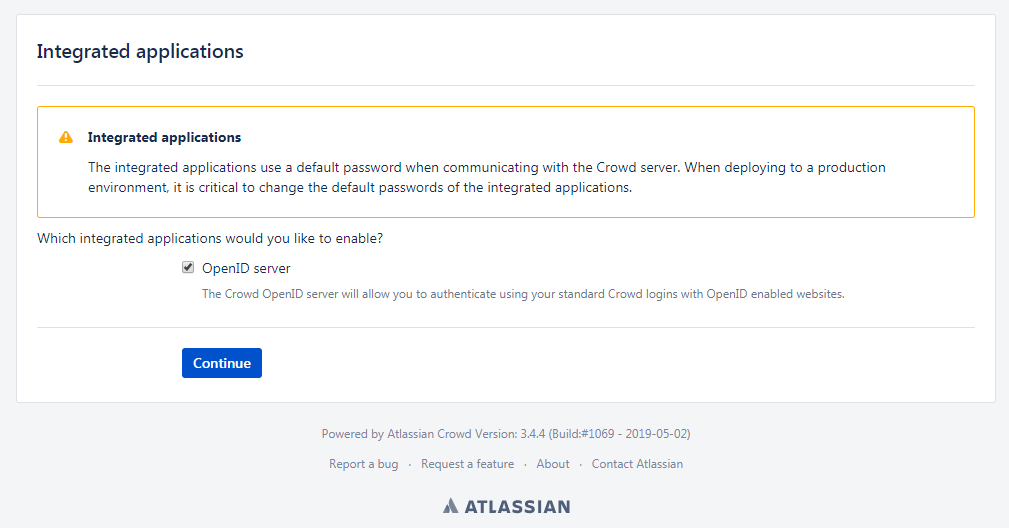 Integrated applications
Integrated applications
The integrated applications use a default password when communicating with the Crowd server. When deploying to a production
environment, it is critical to change the default passwords of the integrated applications.
Which integrated applications would you like to enable?
OpenID server
The Crowd OpenID server will allow you to authenticate using your standard Crowd logins with OpenID enabled websites.
Continue
Powered by Atlassian Crowd Version: 3.4.4 (Build:#1069 - 2019-05-02)
Report a bug · Request a feature · About · Contact Atlassian
ATLASSIAN